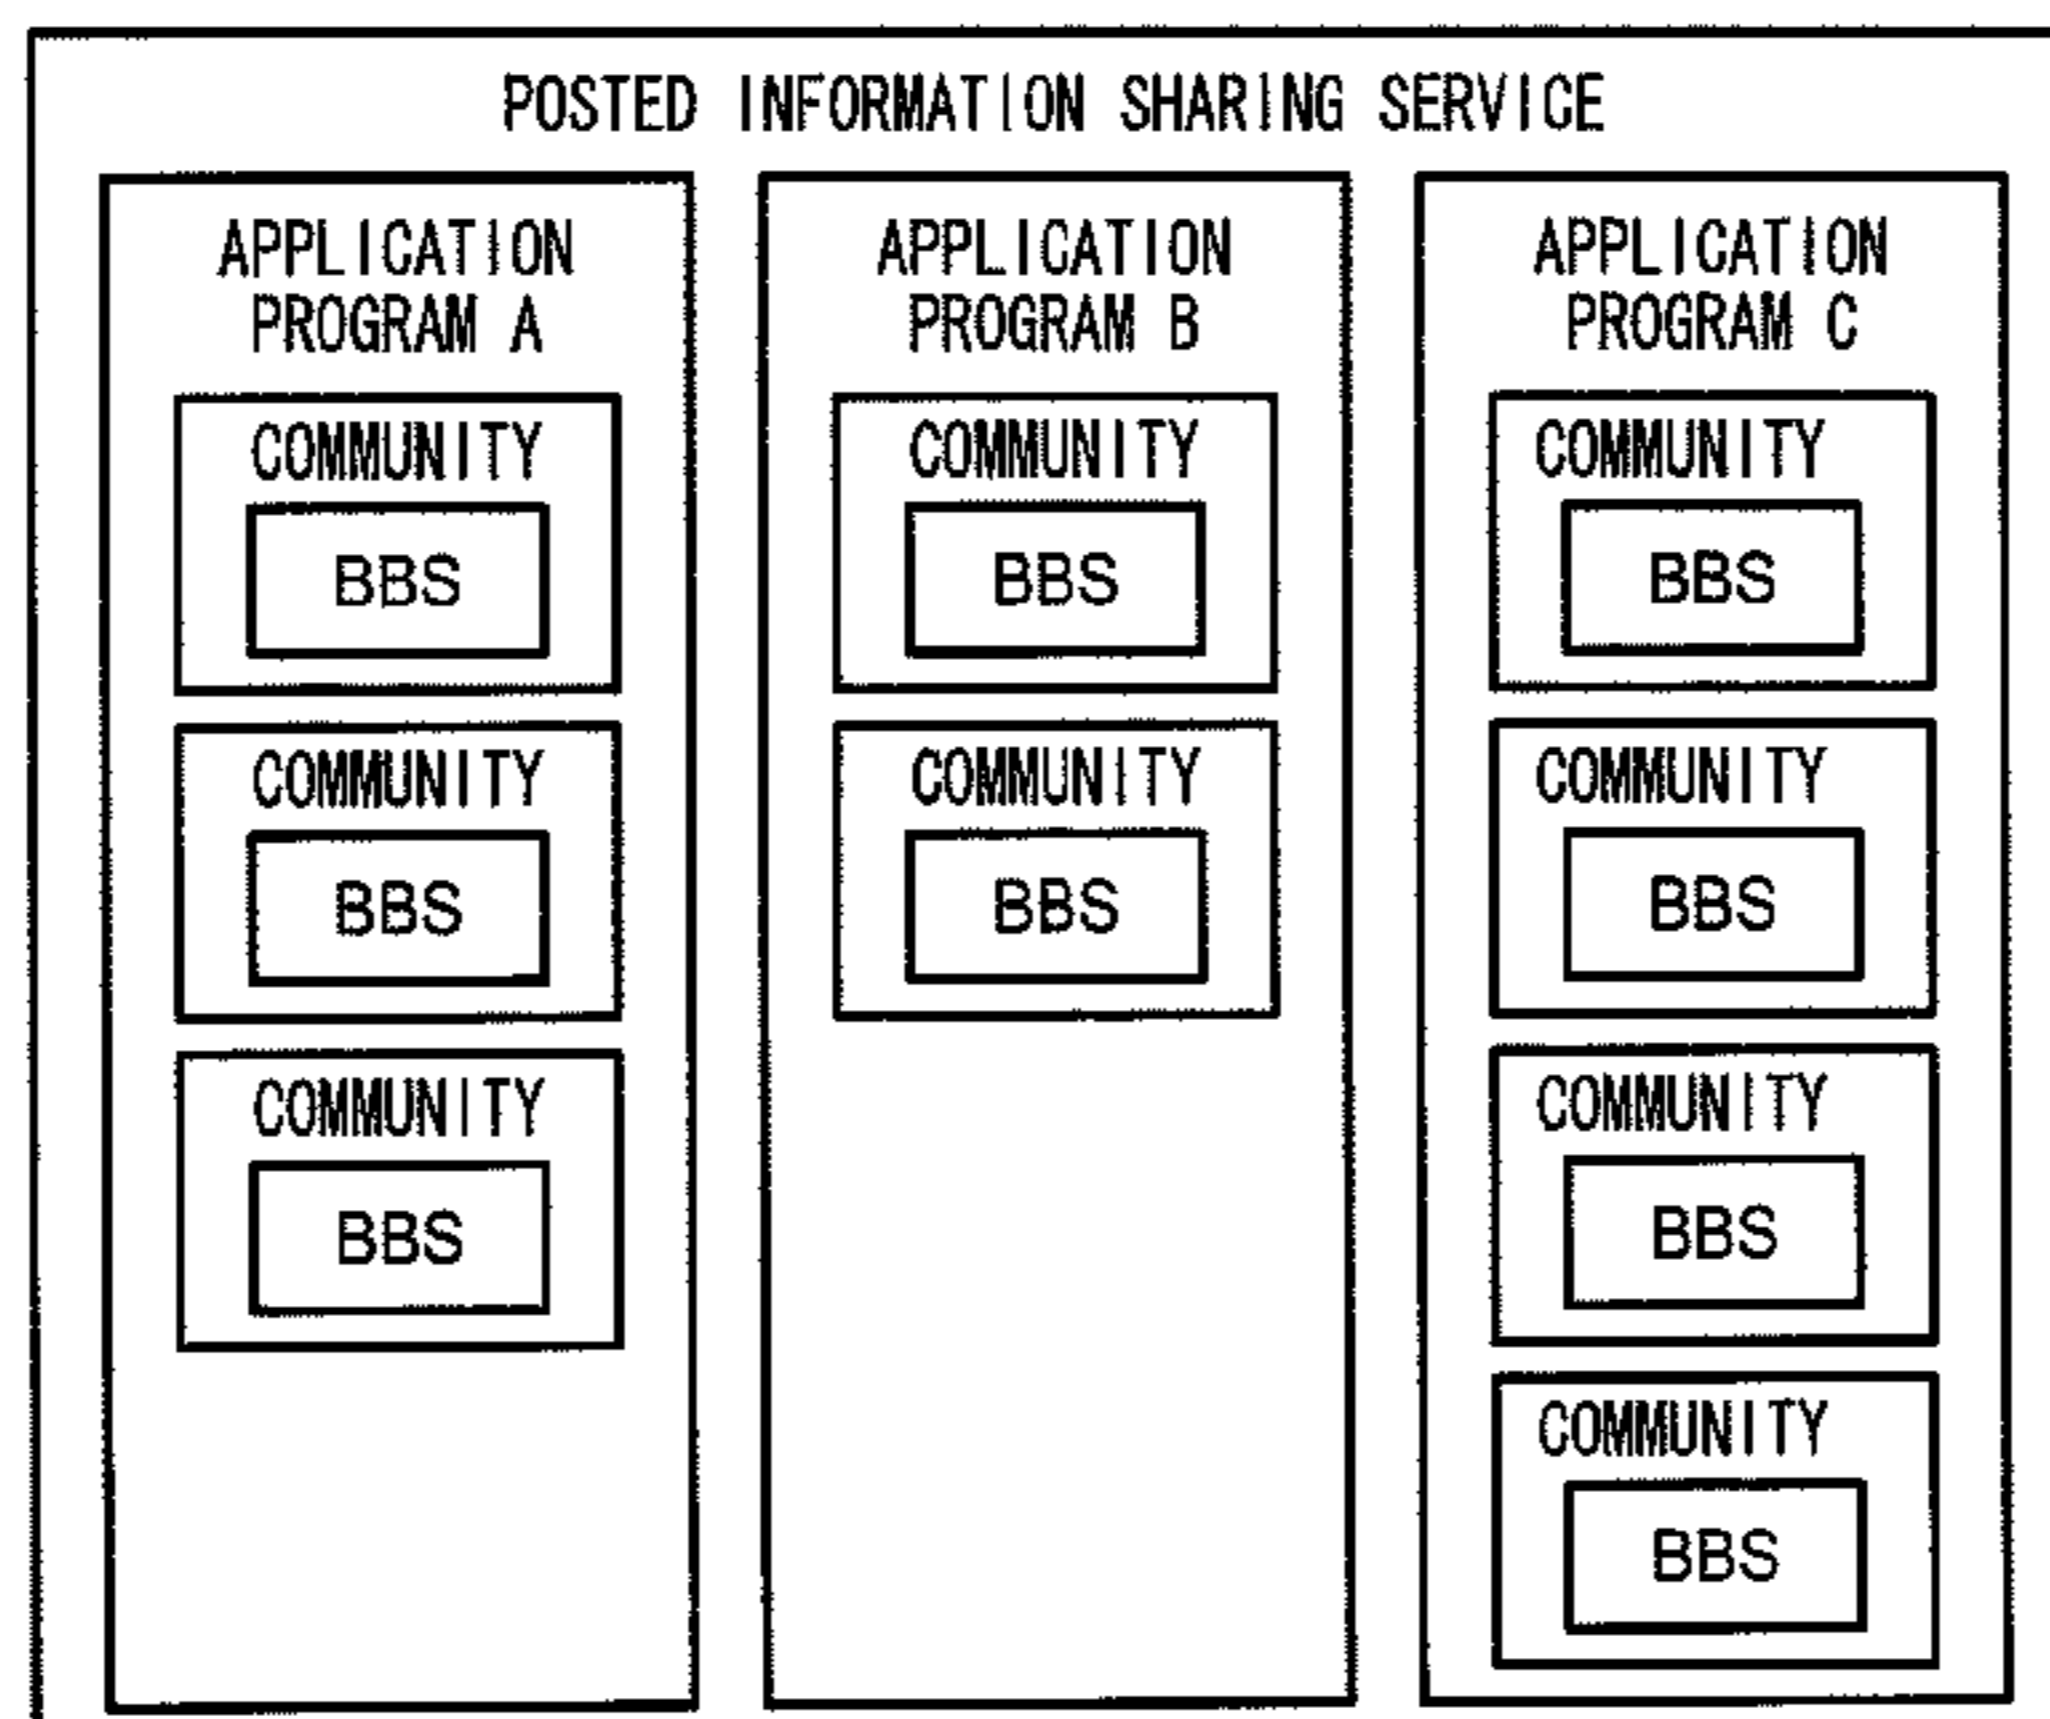 POSTED INFORMATION SHARING SERVICE
APPLICATION
PROGRAM A
COMMUNITY
BBS
COMMUNITY
BBS
COMMUNITY
BBS
APPLICATION
PROGRAM B
COMMUNITY
BBS
COMMUNITY
BBS
APPLICATION
PROGRAM C
COMMUNITY
BBS
COMMUNITY
BBS
COMMUNITY
BBS
COMMUNITY
BBS